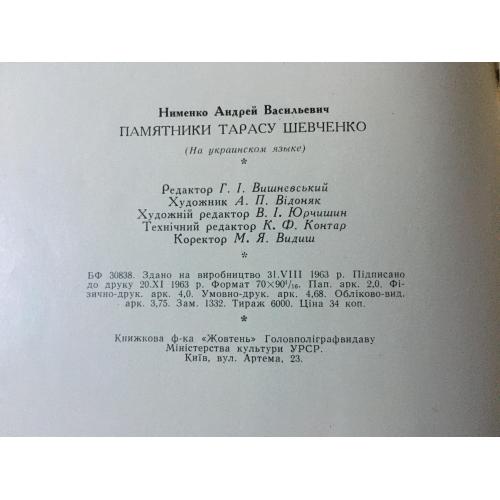 Нименко Андрей Васильевич
ПАМЯТНИКИ ТАРАСУ ШЕВЧЕНКО
(На украинском языке)
*
Редактор Г. І. Вишневський
Художник А. П. Відоняк
Художній редактор В. І. Юрчишин
Технічний редактор К. Ф. Контар
Коректор М. Я. Видиш
*
БФ 30838. Здано на виробництво 31.VIII 1963 р. Підписано
до друку 20.XI 1963 р. Формат 70×90¹/₁₆. Пап. арк. 2,0. Фі-
зично-друк. арк. 4,0. Умовно-друк. арк. 4,68. Обліково-вид.
арк. 3,75. Зам. 1332. Тираж 6000. Ціна 34 коп.
*
Книжкова ф-ка «Жовтень» Головполіграфвидаву
Міністерства культури УРСР.
Київ, вул. Артема, 23.